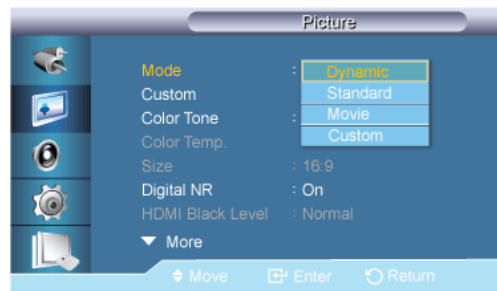 Picture
Mode : Dynamic
Custom Standard
Color Tone : Movie
Color Temp. Custom
Size : 16:9
Digital NR : On
HDMI Black Level : Normal
▼ More
Move Enter Return